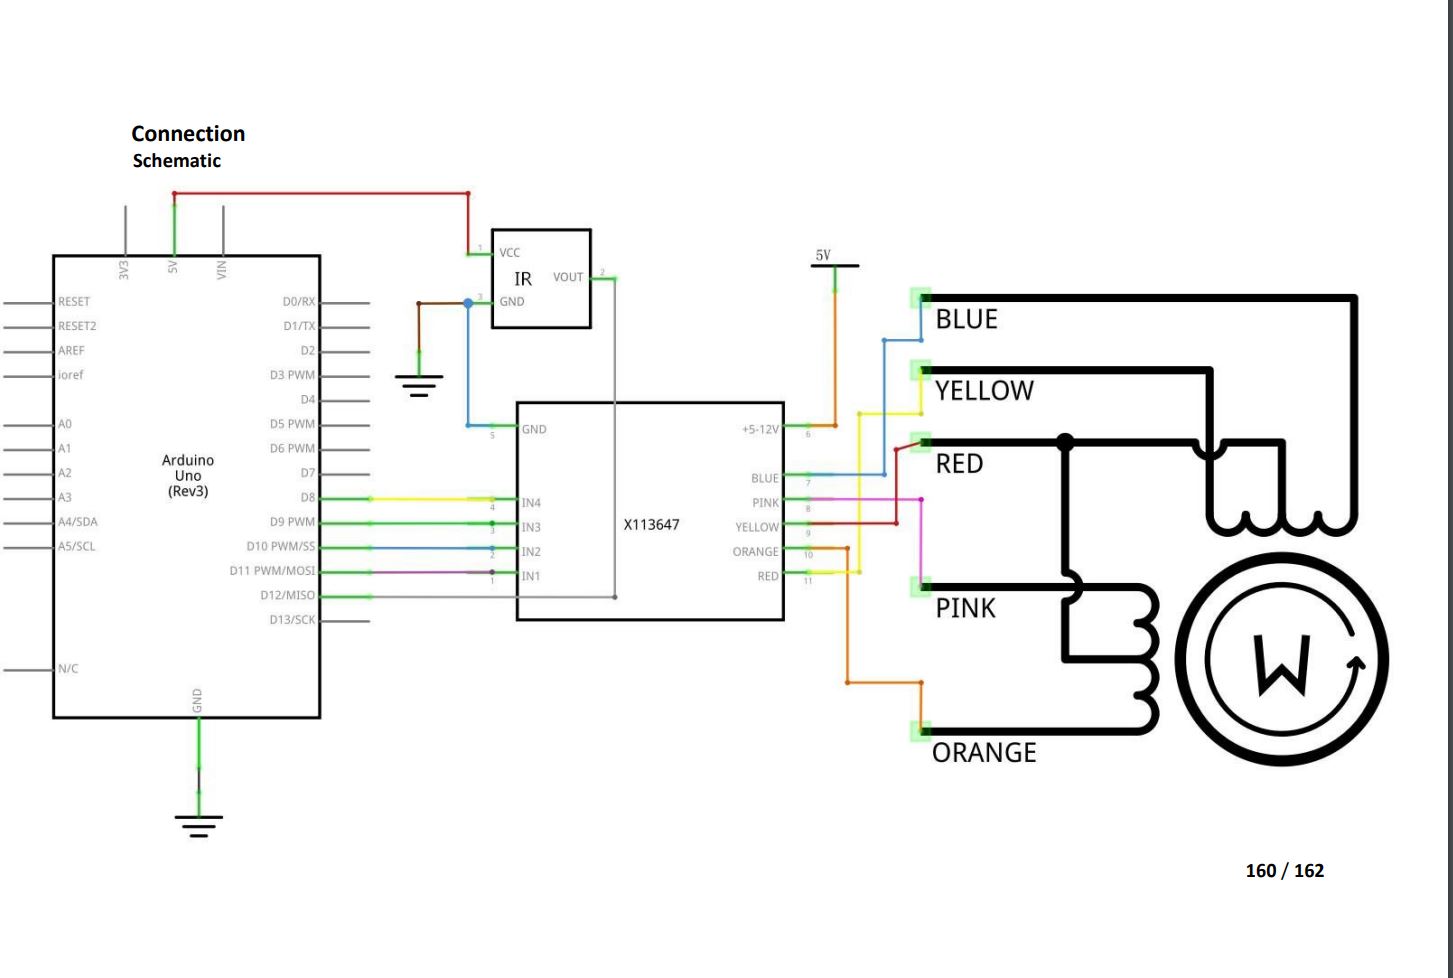 Connection
Schematic
3V3
5V
VIN
RESET
RESET2
AREF
ioref
A0
A1
A2
A3
A4/SDA
A5/SCL
N/C
Arduino
Uno
(Rev3)
D0/RX
D1/TX
D2
D3 PWM
D4
D5 PWM
D6 PWM
D7
D8
D9 PWM
D10 PWM/SS
D11 PWM/MOSI
D12/MISO
D13/SCK
GND
1
VCC
IR
VOUT
2
3
GND
5
GND
4
IN4
3
IN3
2
IN2
1
IN1
X113647
5V
+5-12V
6
BLUE
7
PINK
8
YELLOW
9
ORANGE
10
RED
11
BLUE
YELLOW
RED
PINK
ORANGE
W
160 / 162